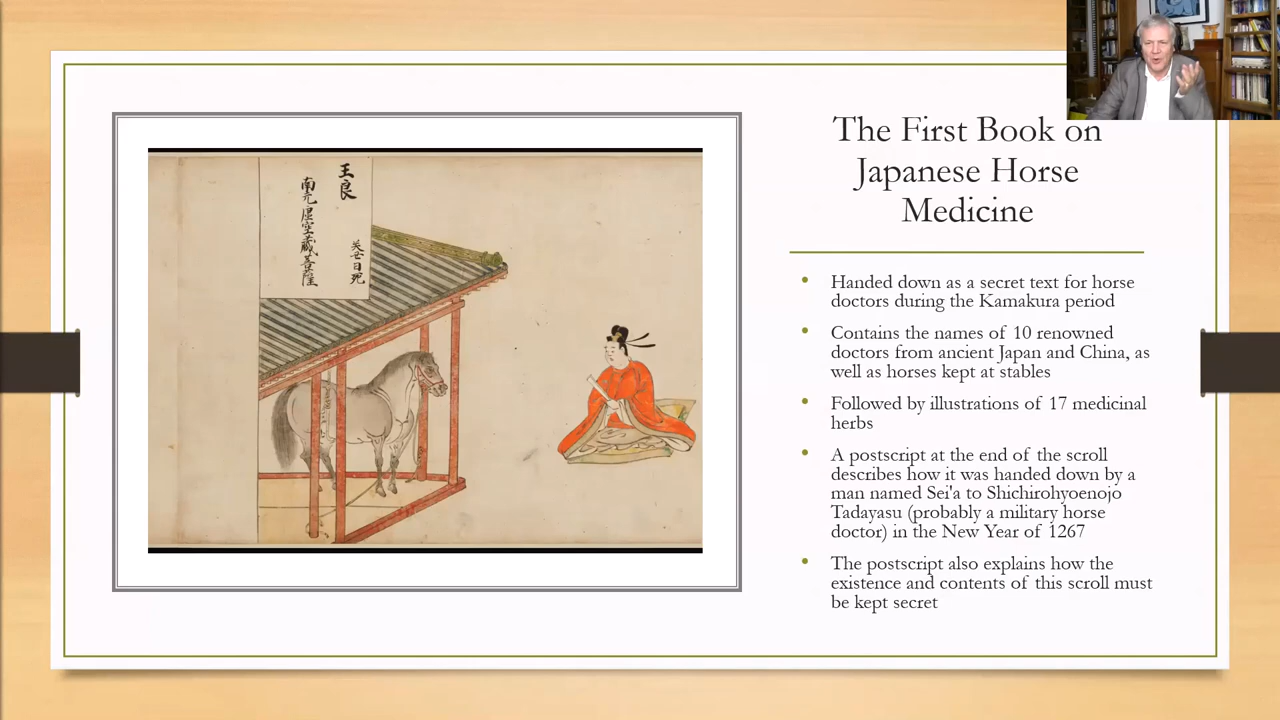 王良
The First Book on
Japanese Horse
Medicine
• Handed down as a secret text for horse
doctors during the Kamakura period
• Contains the names of 10 renowned
doctors from ancient Japan and China, as
well as horses kept at stables
• Followed by illustrations of 17 medicinal
herbs
• A postscript at the end of the scroll
describes how it was handed down by a
man named Sei'a to Shichirohyoenojo
Tadayasu (probably a military horse
doctor) in the New Year of 1267
• The postscript also explains how the
existence and contents of this scroll must
be kept secret